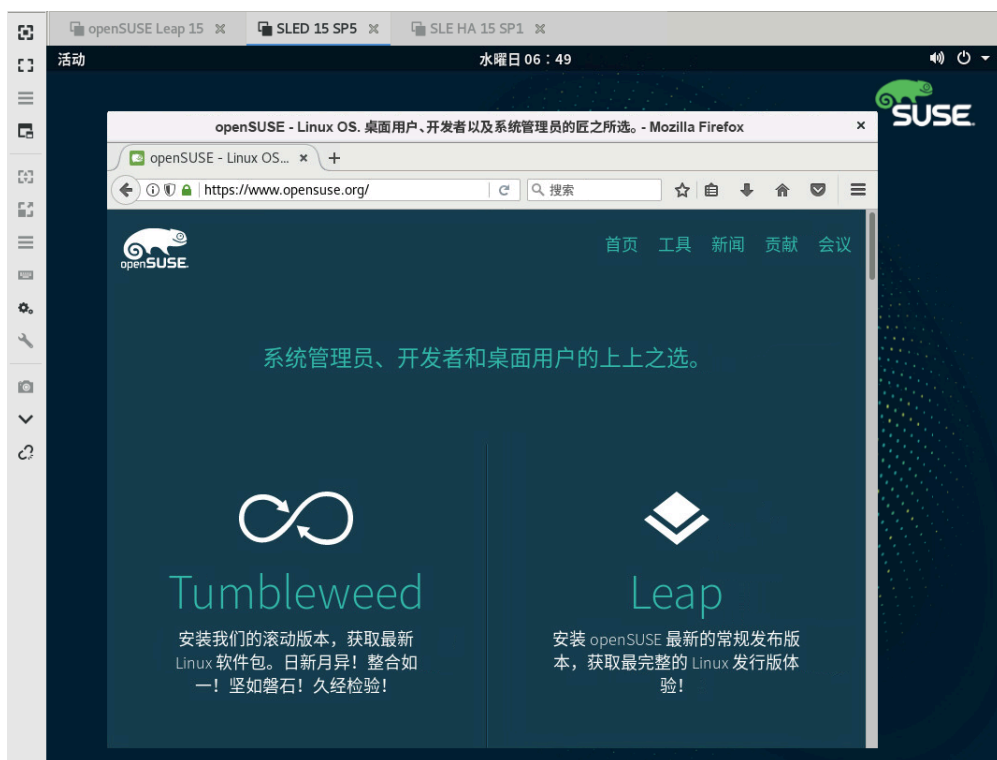 openSUSE Leap 15
SLED 15 SP5
SLE HA 15 SP1
活动
水曜日 06：49
SUSE
openSUSE - Linux OS. 桌面用户、开发者以及系统管理员的匠之所选。 - Mozilla Firefox
openSUSE - Linux OS...
https://www.opensuse.org/
搜索
openSUSE
首页 工具 新闻 贡献 会议
系统管理员、开发者和桌面用户的上上之选。
Tumbleweed
安装我们的滚动版本，获取最新
Linux 软件包。日新月异！整合如
一！坚如磐石！久经检验！
Leap
安装 openSUSE 最新的常规发布版
本，获取最完整的 Linux 发行版体
验！